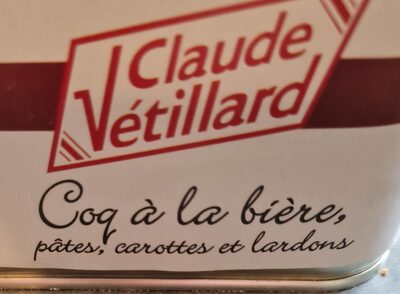 Claude
Vétillard
Coq à la bière,
pâtes, carottes et lardons